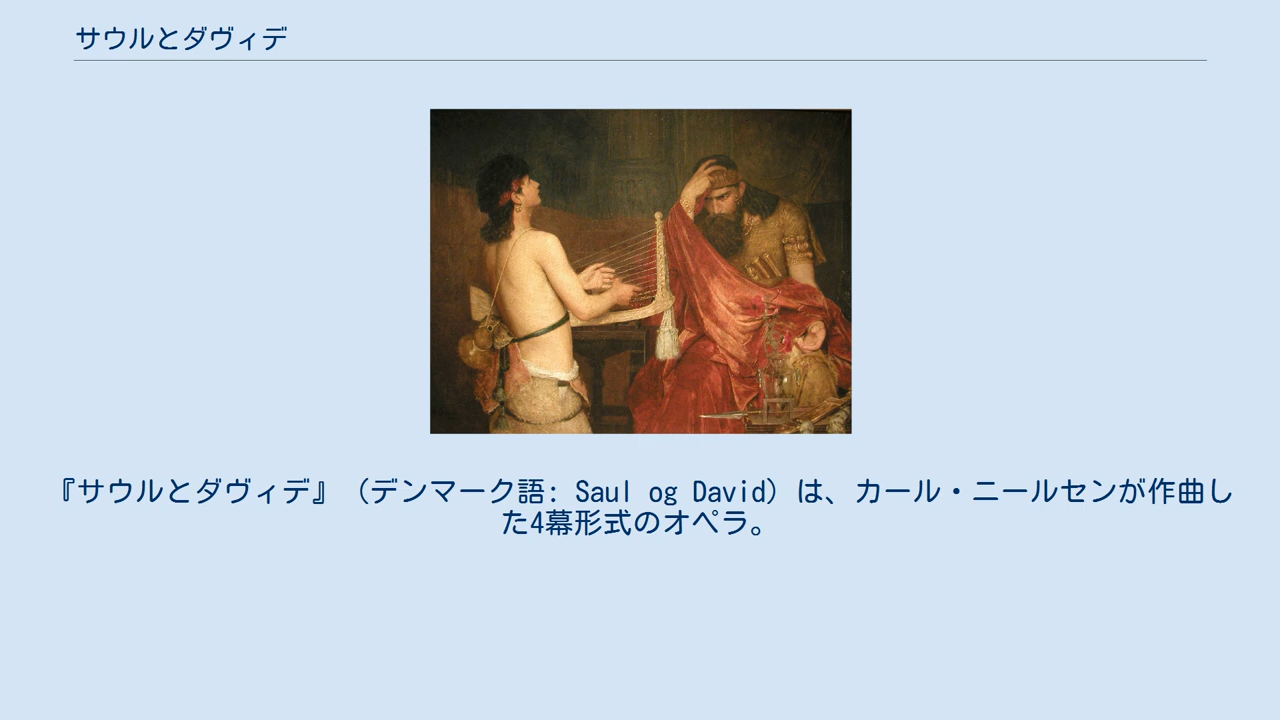 サウルとダヴィデ
『サウルとダヴィデ』（デンマーク語: Saul og David）は、カール・ニールセンが作曲し
た4幕形式のオペラ。